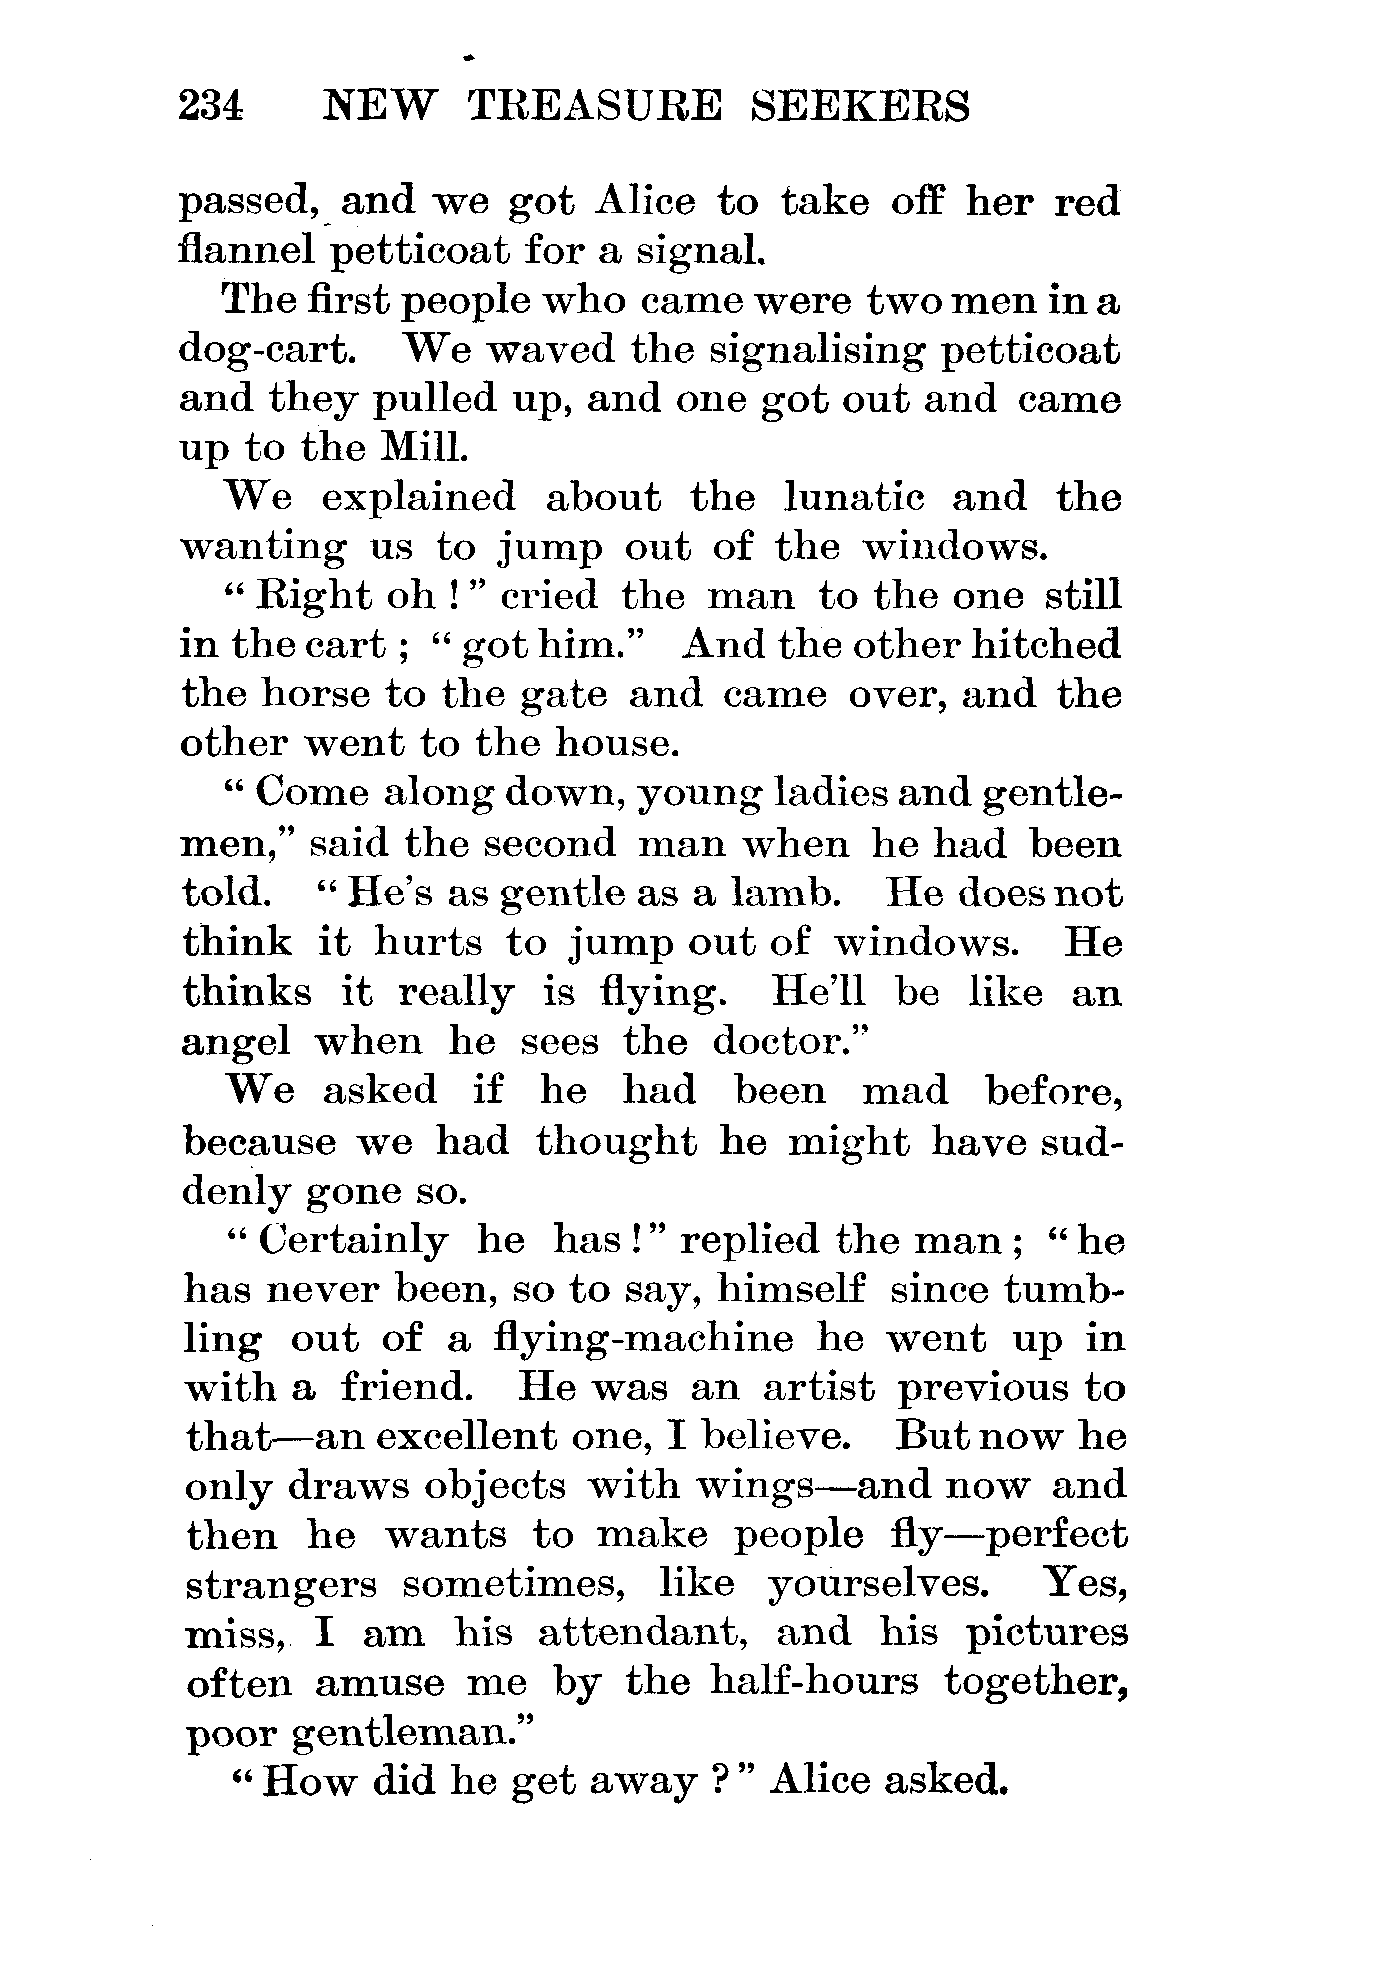 234 NEW TREASURE SEEKERS
passed, and we got Alice to take off her red
flannel petticoat for a signal.
The first people who came were two men in a
dog-cart. We waved the signalising petticoat
and they pulled up, and one got out and came
up to the Mill.
We explained about the lunatic and the
wanting us to jump out of the windows.
“ Right oh ! ” cried the man to the one still
in the cart ; “ got him.” And the other hitched
the horse to the gate and came over, and the
other went to the house.
“ Come along down, young ladies and gentle-
men,” said the second man when he had been
told. “ He’s as gentle as a lamb. He does not
think it hurts to jump out of windows. He
thinks it really is flying. He’ll be like an
angel when he sees the doctor.”
We asked if he had been mad before,
because we had thought he might have sud-
denly gone so.
“ Certainly he has ! ” replied the man ; “ he
has never been, so to say, himself since tumb-
ling out of a flying-machine he went up in
with a friend. He was an artist previous to
that—an excellent one, I believe. But now he
only draws objects with wings—and now and
then he wants to make people fly—perfect
strangers sometimes, like yourselves. Yes,
miss, I am his attendant, and his pictures
often amuse me by the half-hours together,
poor gentleman.”
“ How did he get away ? ” Alice asked.